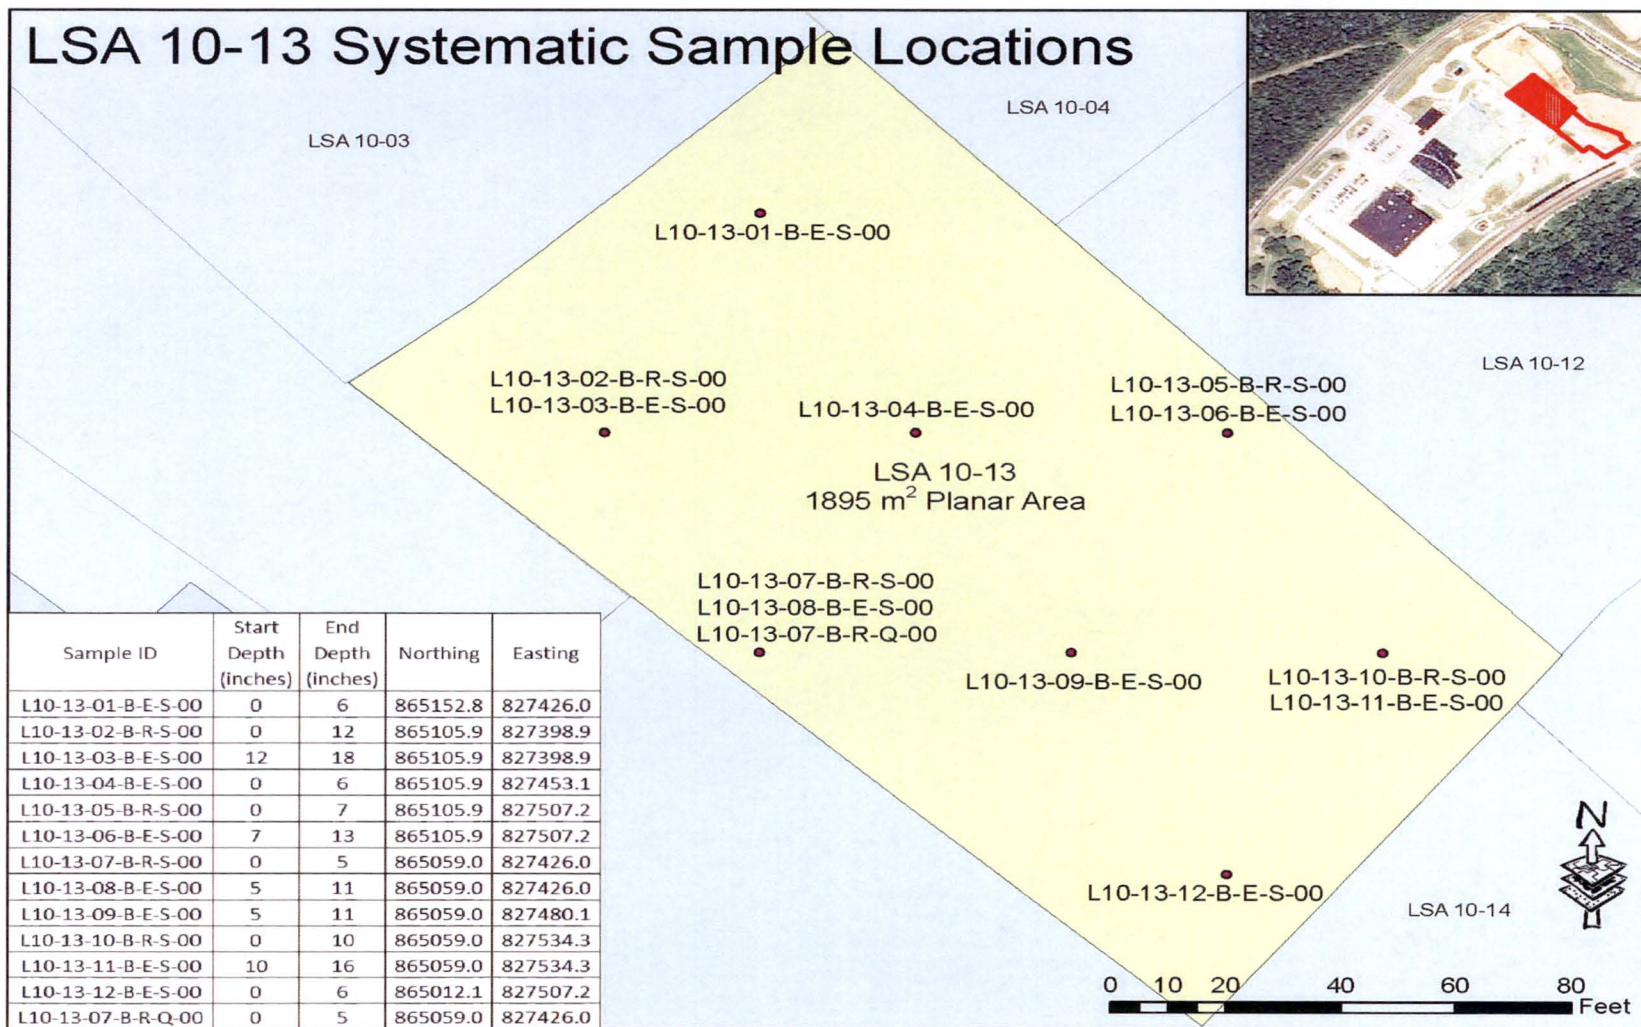 LSA 10-13 Systematic Sample Locations
LSA 10-03
LSA 10-04
L10-13-01-B-E-S-00
LSA 10-12
L10-13-02-B-R-S-00
L10-13-03-B-E-S-00
L10-13-04-B-E-S-00
L10-13-05-B-R-S-00
L10-13-06-B-E-S-00
LSA 10-13
1895 m² Planar Area
L10-13-07-B-R-S-00
L10-13-08-B-E-S-00
L10-13-07-B-R-Q-00
L10-13-09-B-E-S-00
L10-13-10-B-R-S-00
L10-13-11-B-E-S-00
L10-13-12-B-E-S-00
LSA 10-14
N
0 10 20 40 60 80
Feet
Sample ID Start Depth (inches) End Depth (inches) Northing Easting
L10-13-01-B-E-S-00 0 6 865152.8 827426.0
L10-13-02-B-R-S-00 0 12 865105.9 827398.9
L10-13-03-B-E-S-00 12 18 865105.9 827398.9
L10-13-04-B-E-S-00 0 6 865105.9 827453.1
L10-13-05-B-R-S-00 0 7 865105.9 827507.2
L10-13-06-B-E-S-00 7 13 865105.9 827507.2
L10-13-07-B-R-S-00 0 5 865059.0 827426.0
L10-13-08-B-E-S-00 5 11 865059.0 827426.0
L10-13-09-B-E-S-00 5 11 865059.0 827480.1
L10-13-10-B-R-S-00 0 10 865059.0 827534.3
L10-13-11-B-E-S-00 10 16 865059.0 827534.3
L10-13-12-B-E-S-00 0 6 865012.1 827507.2
L10-13-07-B-R-Q-00 0 5 865059.0 827426.0